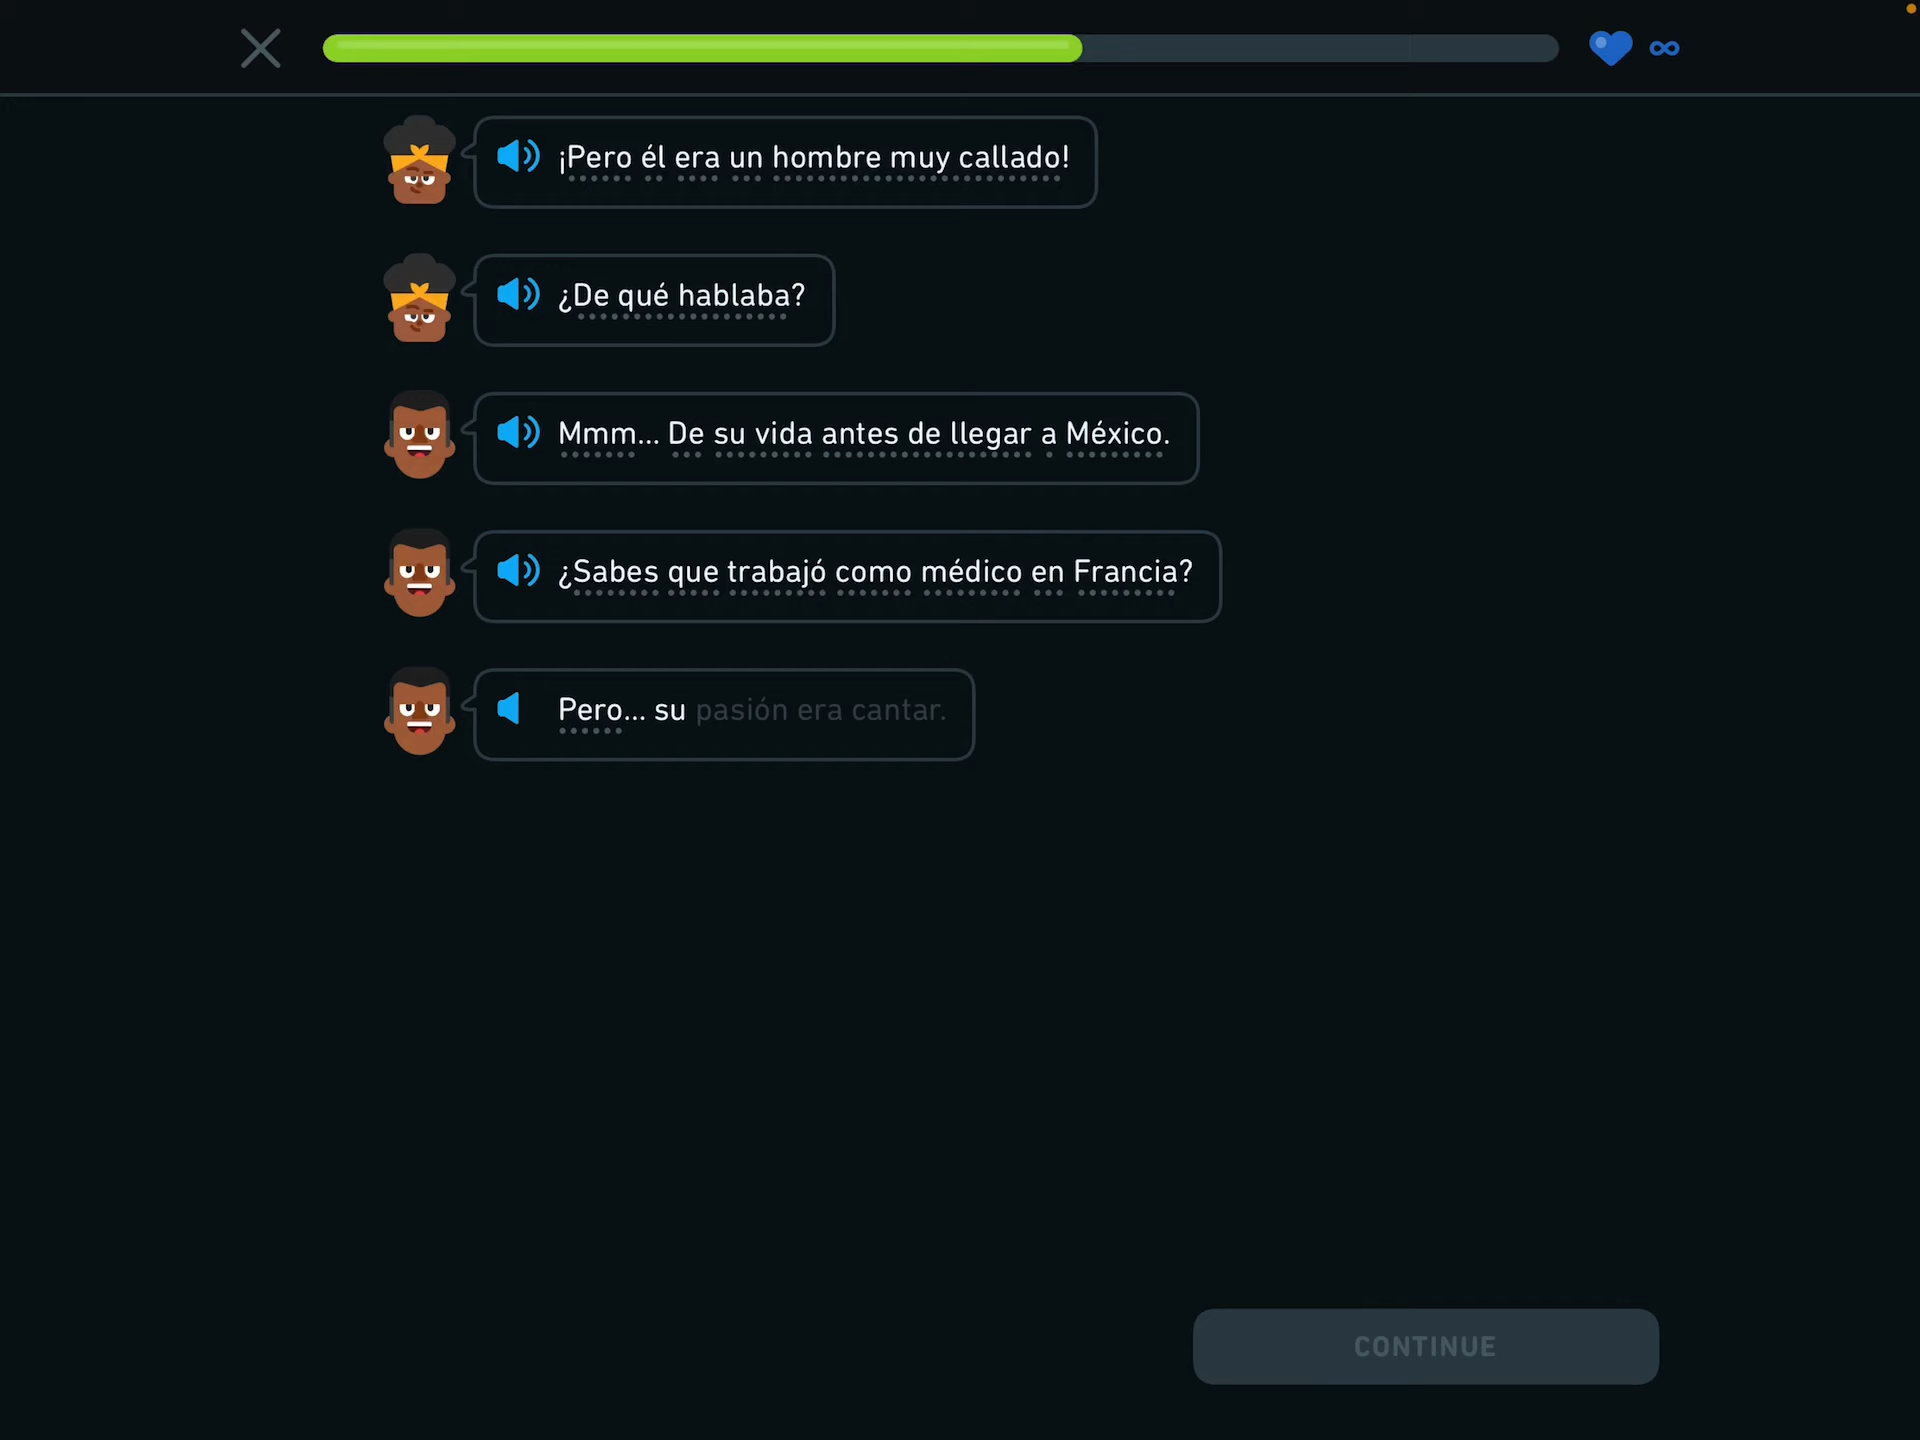 ¡Pero él era un hombre muy callado!
¿De qué hablaba?
Mmm... De su vida antes de llegar a México.
¿Sabes que trabajó como médico en Francia?
Pero... su pasión era cantar.
CONTINUE